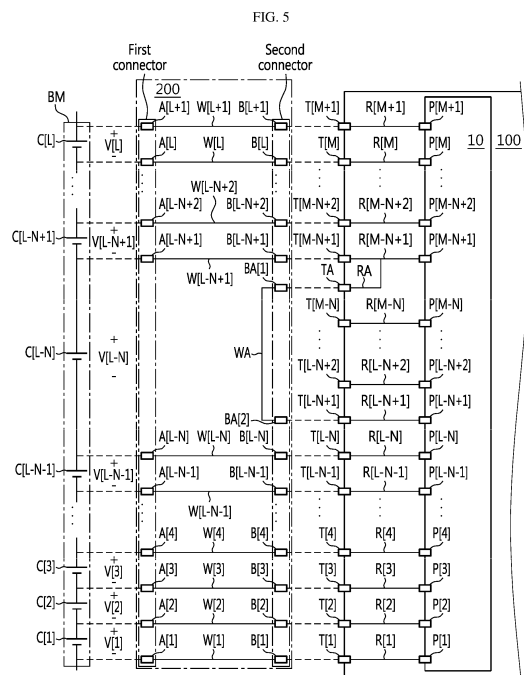 FIG. 5
First connector
Second connector
BM
200
A[L+1] W[L+1] B[L+1] T[M+1] R[M+1] P[M+1]
10 100
C[L] + V[L] - A[L] W[L] B[L] T[M] R[M] P[M]
W[L-N+2]
A[L-N+2] B[L-N+2] T[M-N+2] R[M-N+2] P[M-N+2]
C[L-N+1] + V[L-N+1] - A[L-N+1] B[L-N+1] T[M-N+1] R[M-N+1] P[M-N+1]
W[L-N+1] BA[1] TA RA
T[M-N] R[M-N] P[M-N]
C[L-N] + V[L-N] - WA
T[L-N+2] R[L-N+2] P[L-N+2]
T[L-N+1] R[L-N+1] P[L-N+1]
BA[2]
A[L-N] W[L-N] B[L-N] T[L-N] R[L-N] P[L-N]
C[L-N-1] + V[L-N-1] - A[L-N-1] B[L-N-1] T[L-N-1] R[L-N-1] P[L-N-1]
W[L-N-1]
A[4] W[4] B[4] T[4] R[4] P[4]
C[3] + V[3] - A[3] W[3] B[3] T[3] R[3] P[3]
C[2] + V[2] - A[2] W[2] B[2] T[2] R[2] P[2]
C[1] + V[1] - A[1] W[1] B[1] T[1] R[1] P[1]